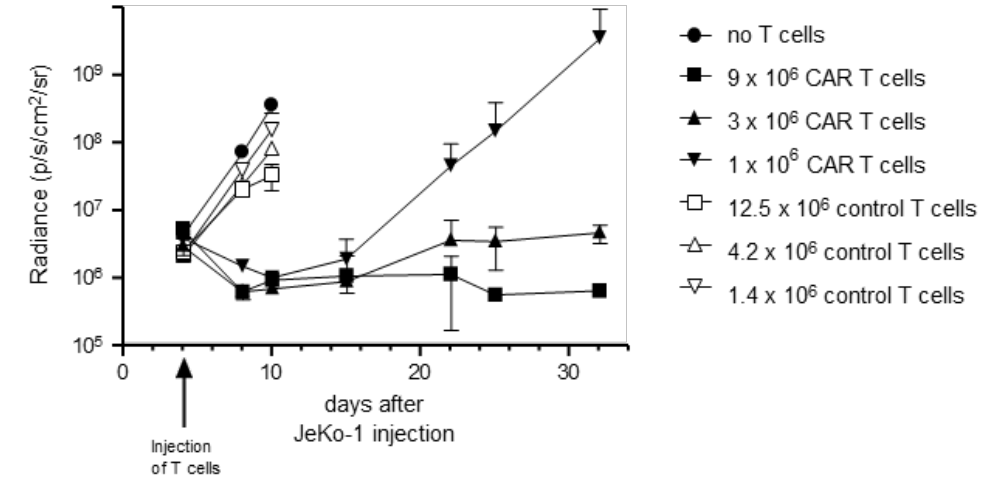 Radiance (p/s/cm²/sr)
10⁹
10⁸
10⁷
10⁶
10⁵
0
10
20
30
days after
JeKo-1 injection
Injection
of T cells
no T cells
9 x 10⁶ CAR T cells
3 x 10⁶ CAR T cells
1 x 10⁶ CAR T cells
12.5 x 10⁶ control T cells
4.2 x 10⁶ control T cells
1.4 x 10⁶ control T cells